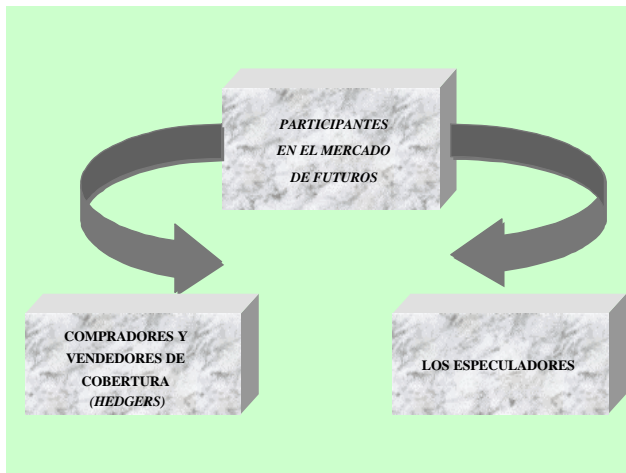 PARTICIPANTES
EN EL MERCADO
DE FUTUROS
COMPRADORES Y
VENDEDORES DE
COBERTURA
(HEDGERS)
LOS ESPECULADORES